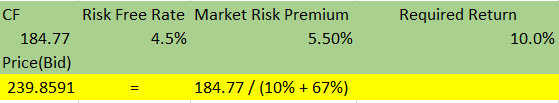 CF Risk Free Rate Market Risk Premium Required Return
184.77 4.5% 5.50% 10.0%
Price(Bid)
239.8591 = 184.77 / (10% + 67%)